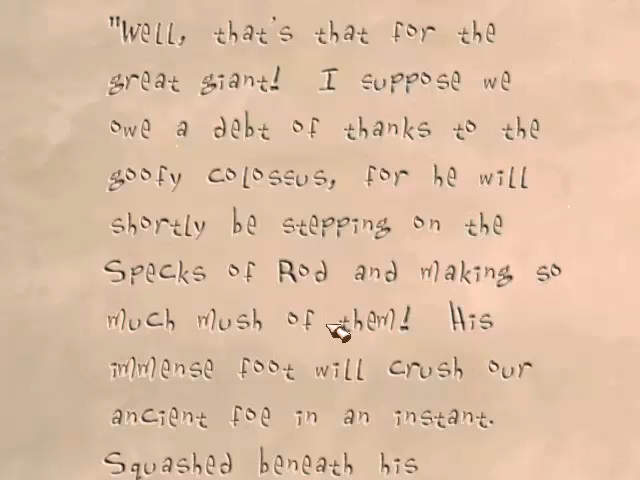 "Well, that's that for the
great giant! I suppose we
owe a debt of thanks to the
goofy colossus, for he will
shortly be stepping on the
Specks of Rod and making so
much mush of them! His
immense foot will crush our
ancient foe in an instant.
Squashed beneath his